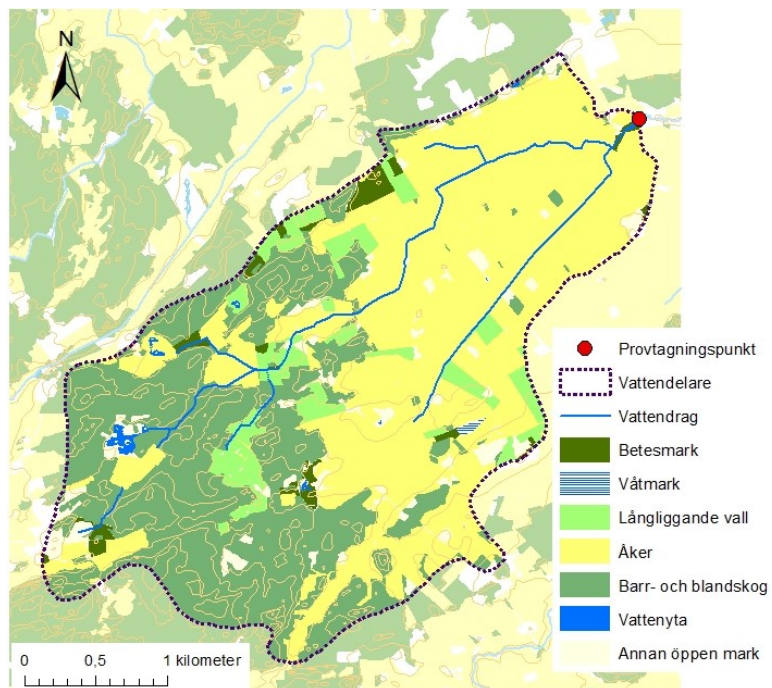 N
Provtagningspunkt
Vattendelare
Vattendrag
Betesmark
Våtmark
Långliggande vall
Åker
Barr- och blandskog
Vattenyta
Annan öppen mark
0 0,5 1 kilometer